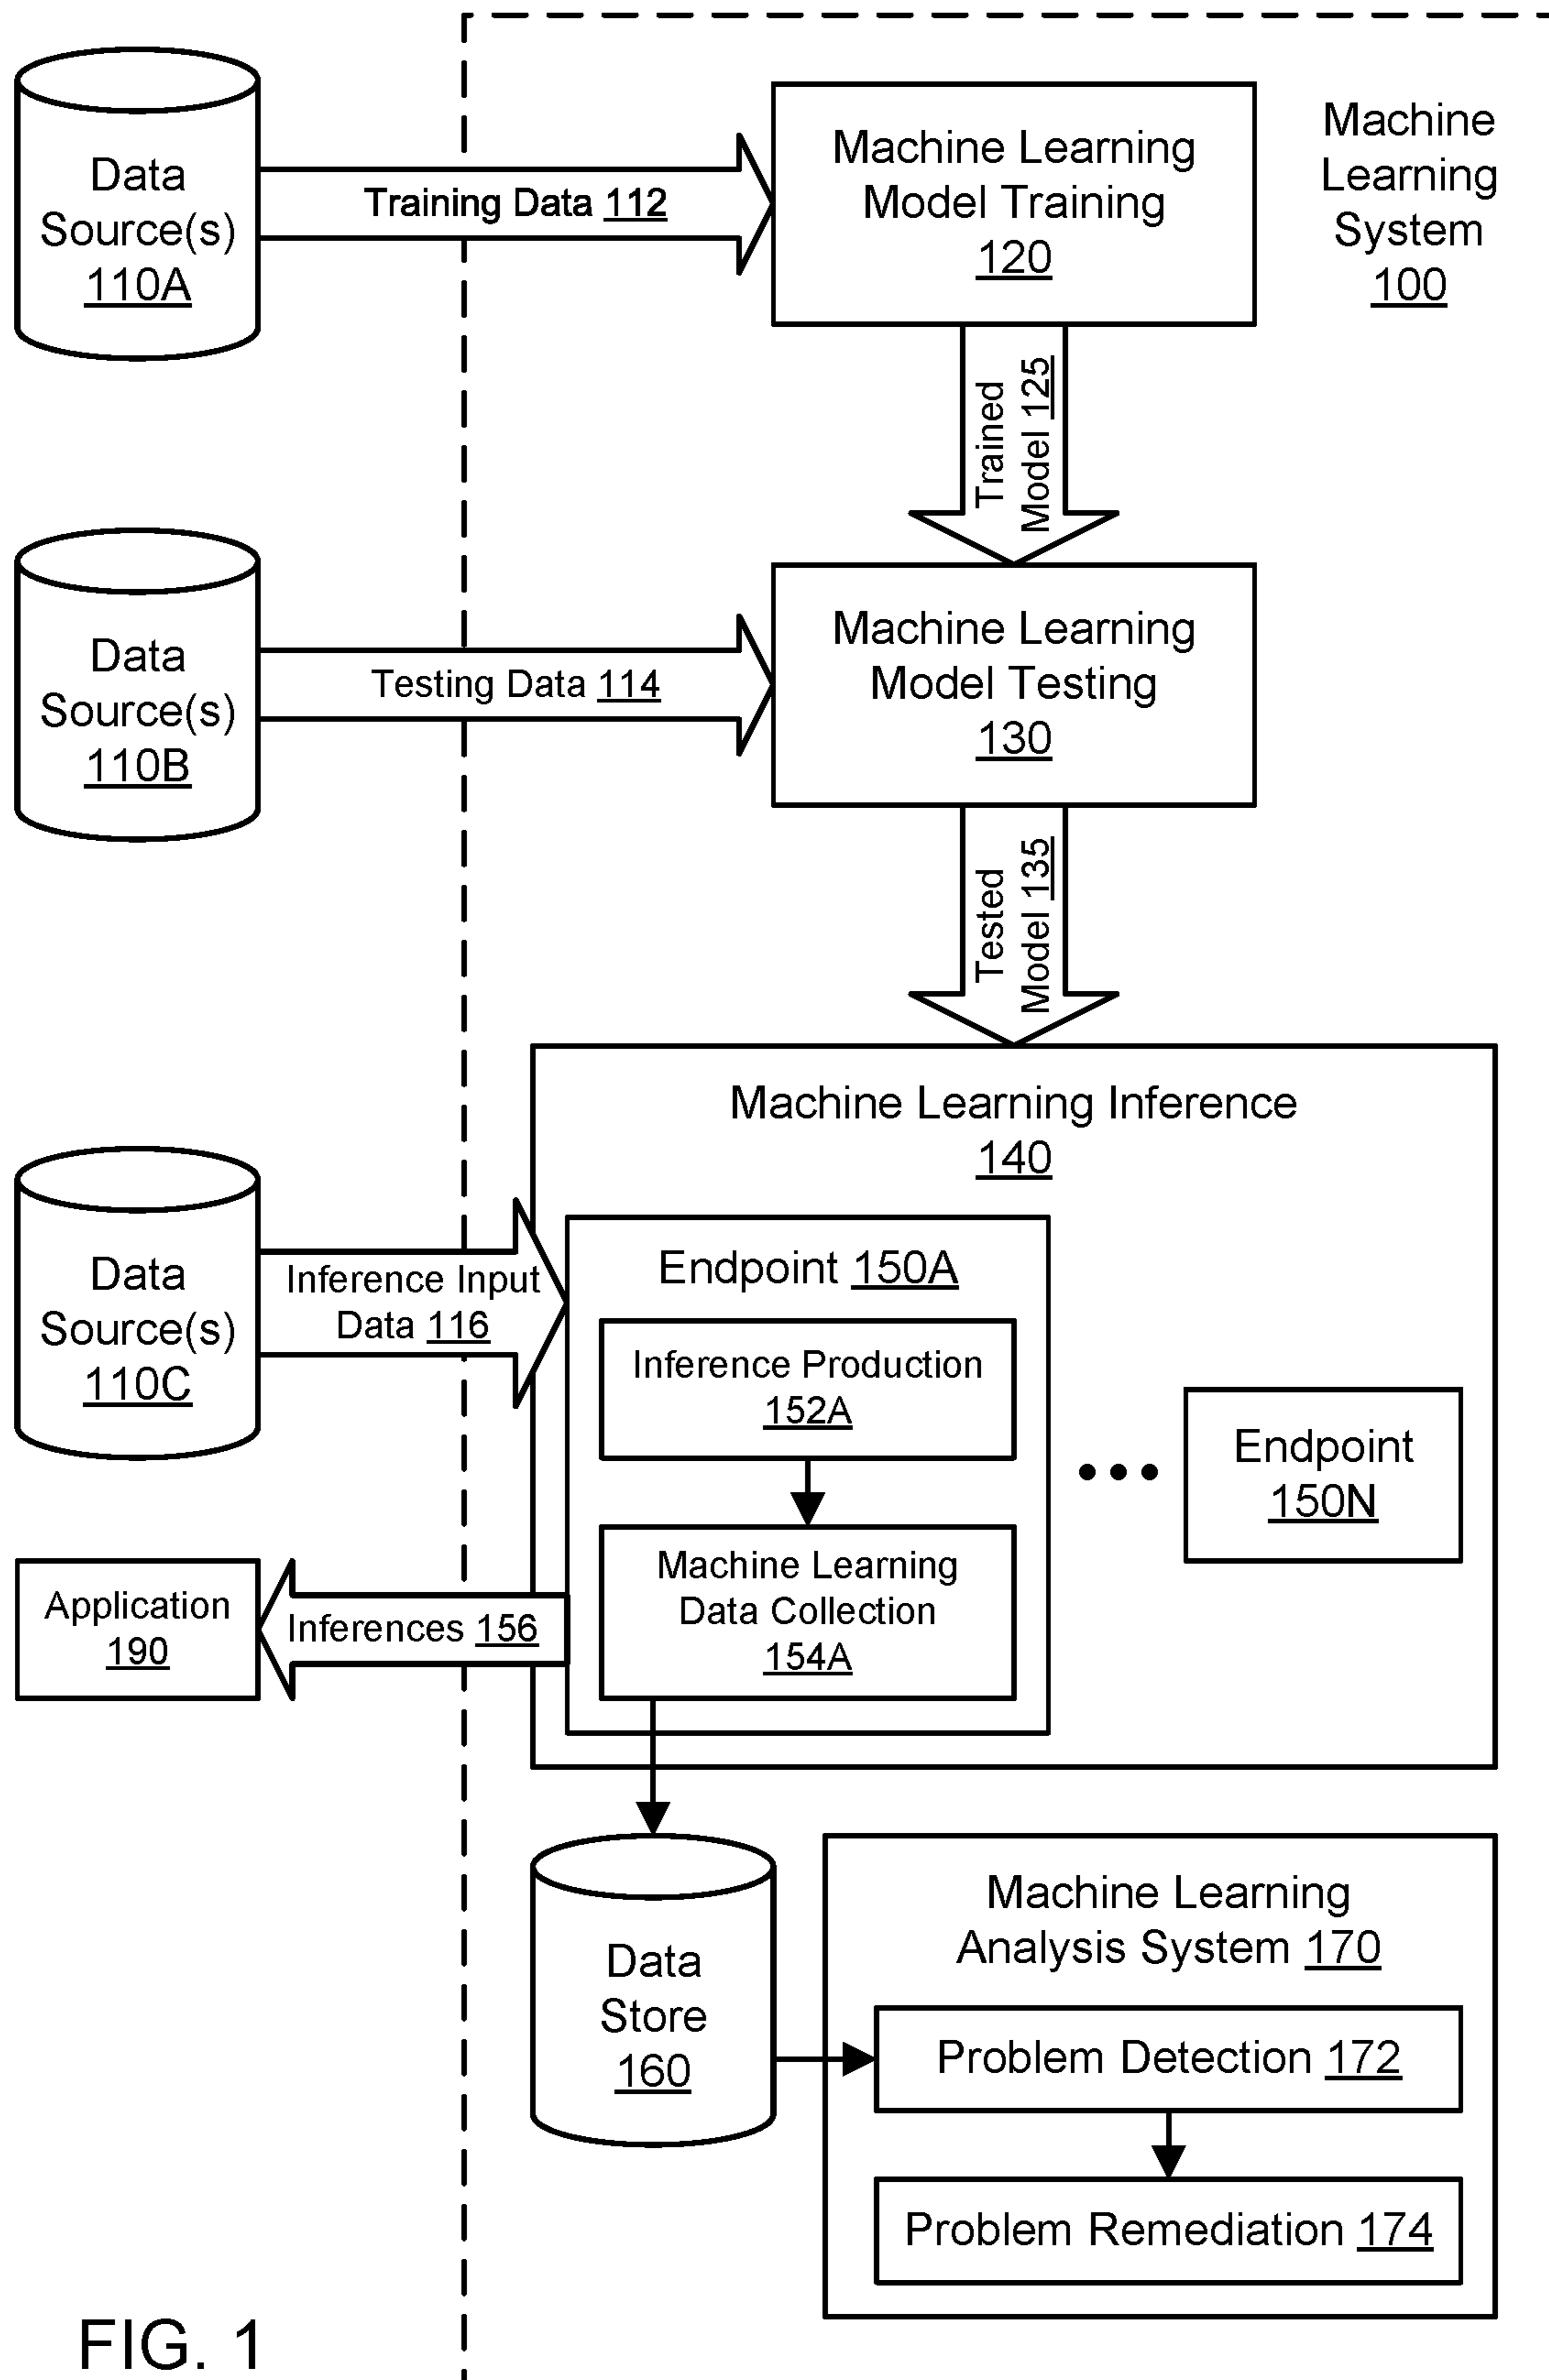 Data
Source(s)
110A
Training Data 112
Machine Learning
Model Training
120
Machine
Learning
System
100
Trained
Model 125
Data
Source(s)
110B
Testing Data 114
Machine Learning
Model Testing
130
Tested
Model 135
Machine Learning Inference
140
Data
Source(s)
110C
Inference Input
Data 116
Endpoint 150A
Inference Production
152A
Endpoint
150N
Machine Learning
Data Collection
154A
Application
190
Inferences 156
Data
Store
160
Machine Learning
Analysis System 170
Problem Detection 172
Problem Remediation 174
FIG. 1